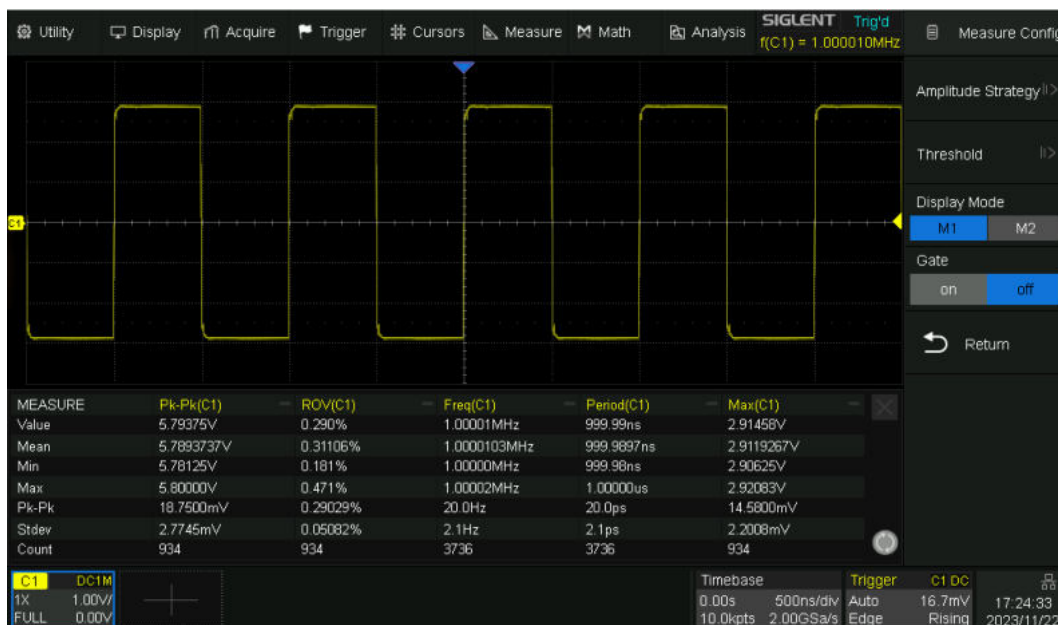 Utility Display Acquire Trigger Cursors Measure Math Analysis SIGLENT Trig'd
f(C1) = 1.000010MHz
Measure Config
Amplitude Strategy
Threshold
Display Mode
M1 M2
Gate
on off
Return
C1
MEASURE Pk-Pk(C1) ROV(C1) Freq(C1) Period(C1) Max(C1)
Value 5.79375V 0.290% 1.00001MHz 999.99ns 2.91458V
Mean 5.7893737V 0.31106% 1.0000103MHz 999.9897ns 2.9119267V
Min 5.78125V 0.181% 1.00000MHz 999.98ns 2.90625V
Max 5.80000V 0.471% 1.00002MHz 1.00000us 2.92083V
Pk-Pk 18.7500mV 0.29029% 20.0Hz 20.0ps 14.5800mV
Stdev 2.7745mV 0.05082% 2.1Hz 2.1ps 2.2008mV
Count 934 934 3736 3736 934
C1 DC1M
1X 1.00V/
FULL 0.00V
Timebase
0.00s 500ns/div
10.0kpts 2.00GSa/s
Trigger C1 DC
Auto 16.7mV
Edge Rising
17:24:33
2023/11/22